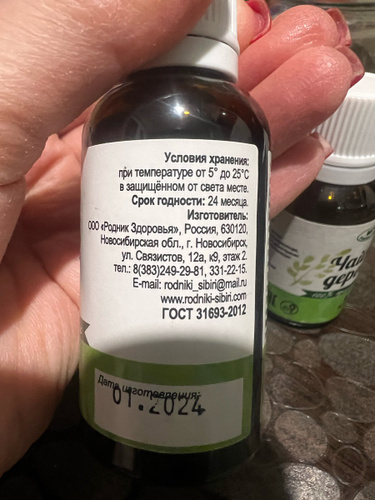 Условия хранения:
при температуре от 5° до 25°C
в защищённом от света месте.
Срок годности: 24 месяца.
Изготовитель:
ООО «Родник Здоровья», Россия, 630120,
Новосибирская обл., г. Новосибирск,
ул. Связистов, 12а, к9, этаж 2.
тел.: 8(383)249-29-81, 331-22-15.
E-mail: rodniki_sibiri@mail.ru
www.rodniki-sibiri.com
ГОСТ 31693-2012
Дата изготовления:
01.2024
Чай
дер